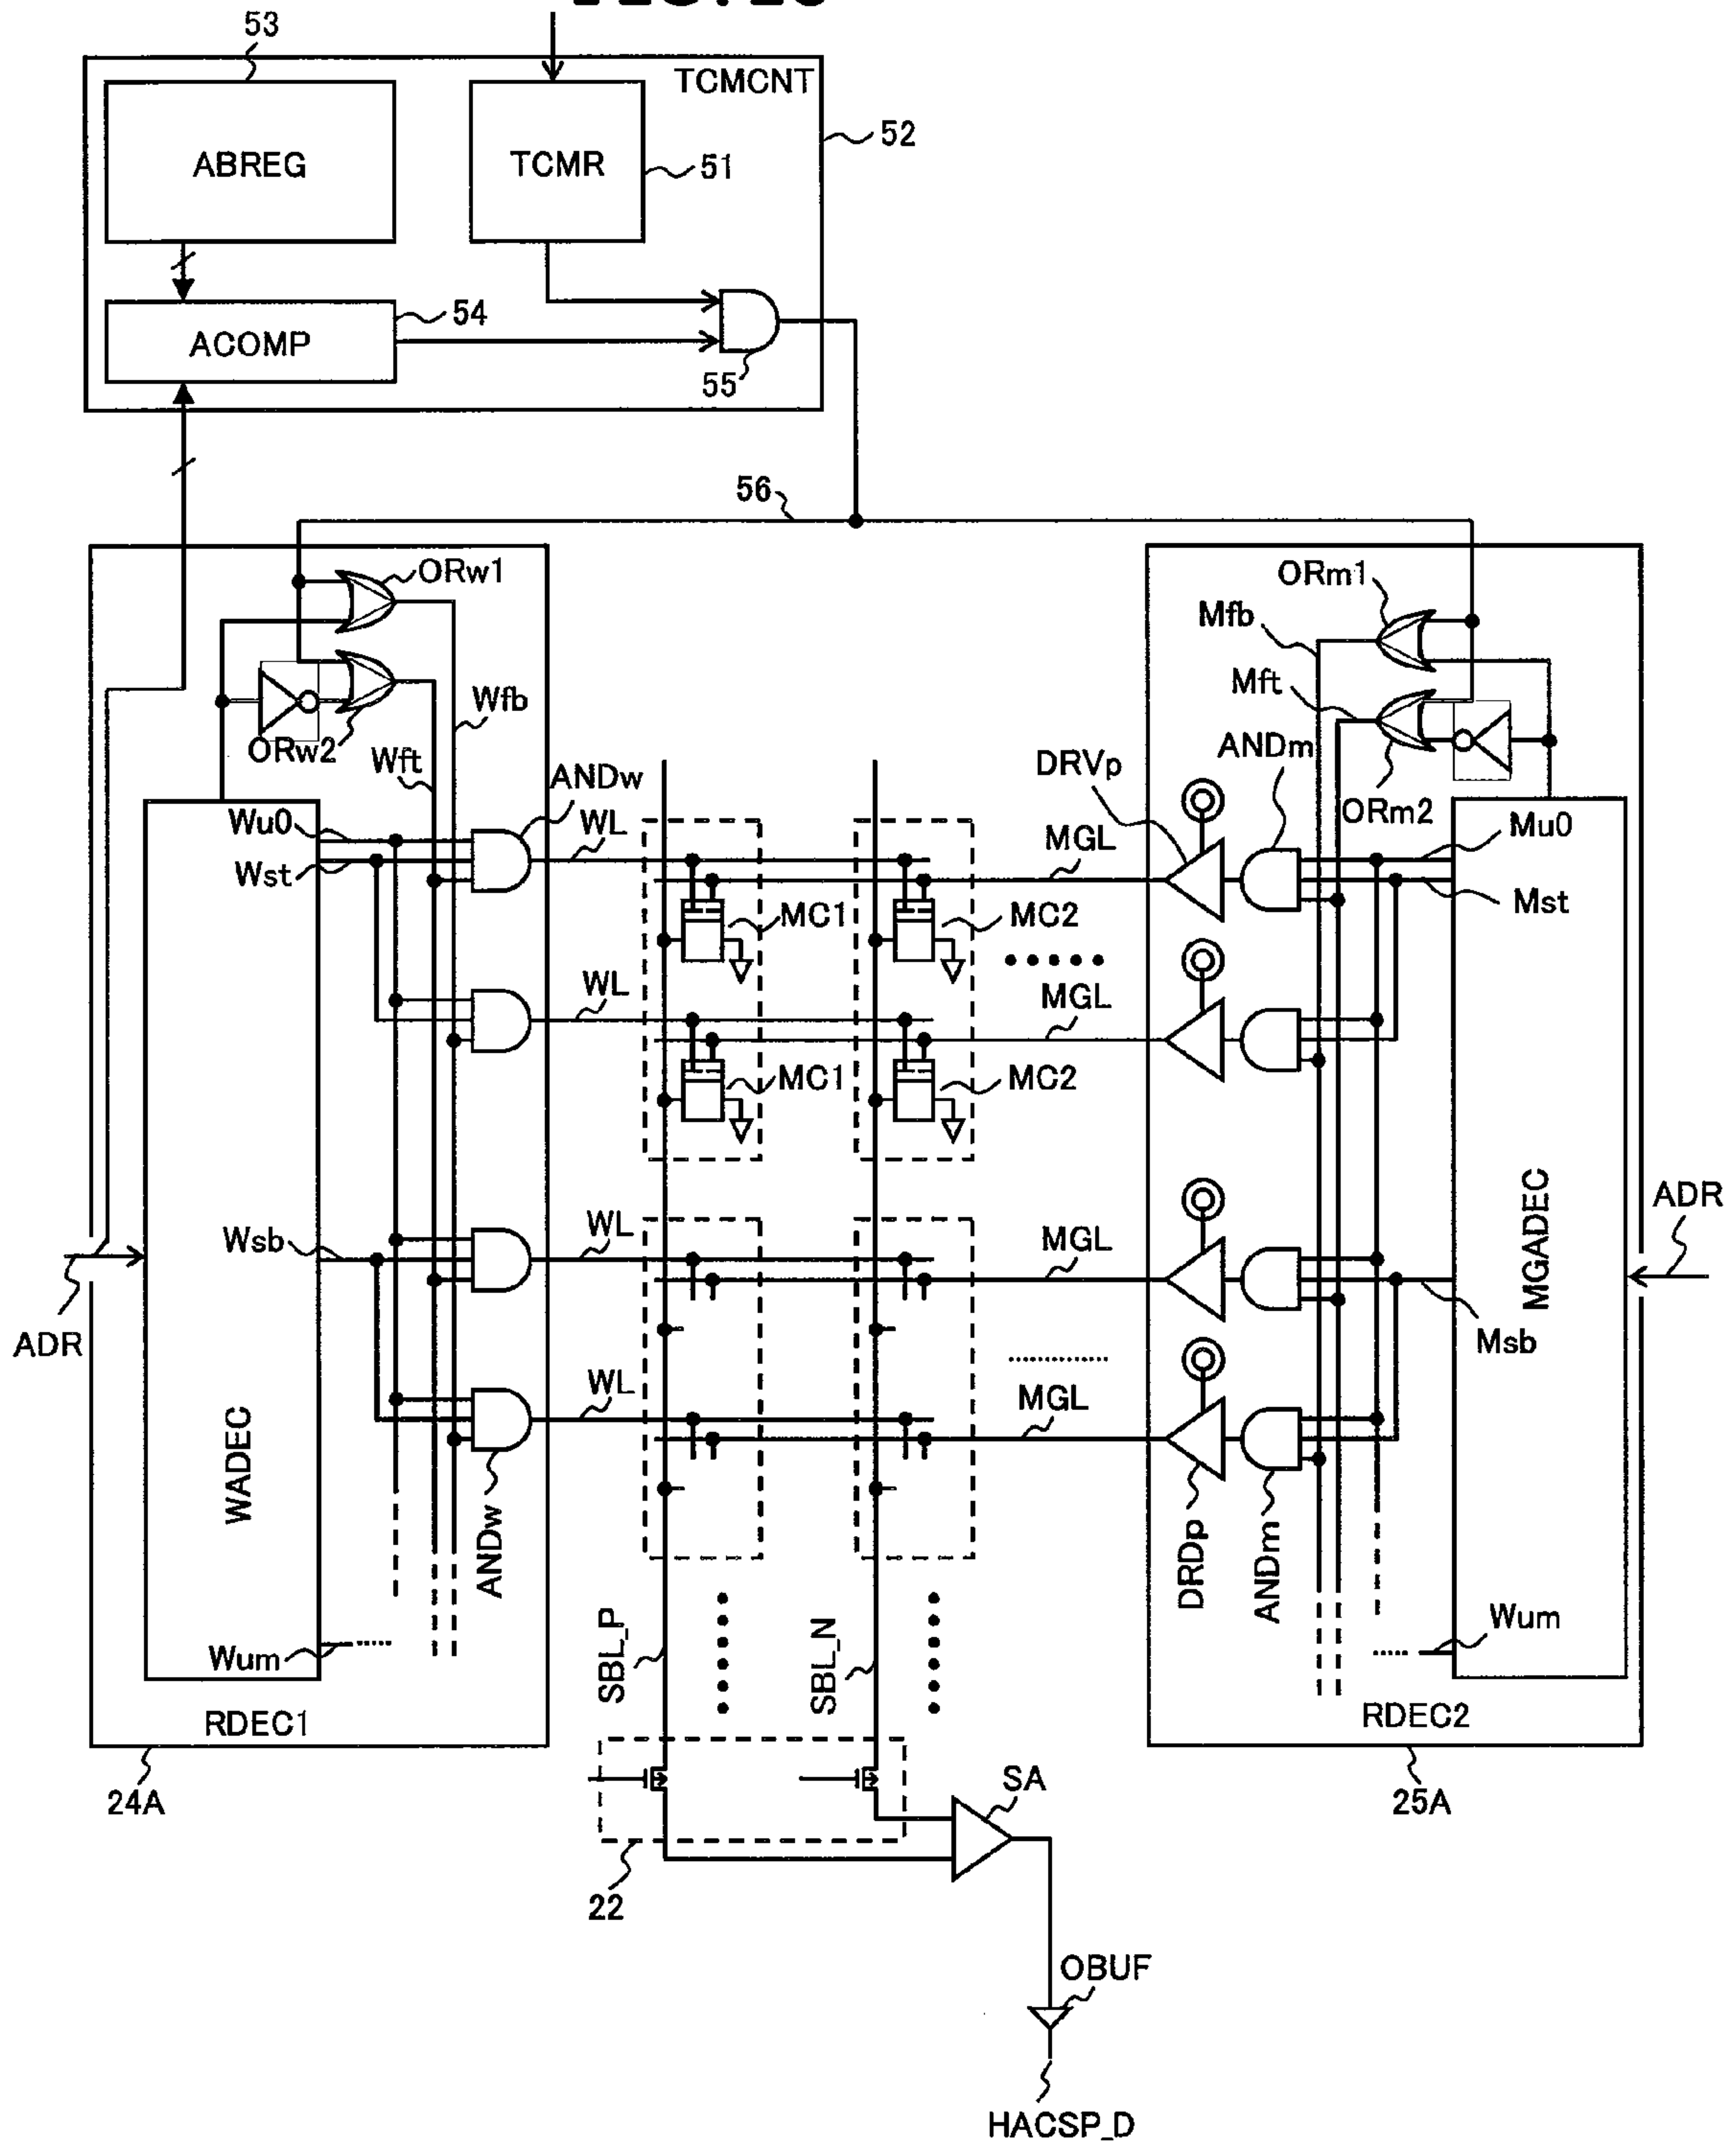 53
TCMCNT
52
ABREG
TCMR
51
54
ACOMP
55
56
ORw1
ORm1
Mfb
Wfb
Mft
ORw2
Wft
ANDw
DRVp
ANDm
ORm2
Wu0
WL
MGL
Mu0
Wst
Mst
MC1
MC2
WL
MGL
MC1
MC2
ADR
MGADEC
Wsb
WL
MGL
ADR
Msb
WL
MGL
WADEC
ANDw
DRDp
ANDm
SBL_P
SBL_N
Wum
Wum
RDEC1
RDEC2
24A
SA
25A
22
OBUF
HACSP_D